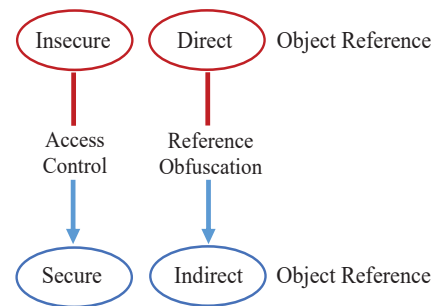 Insecure Direct Object Reference
Access Control
Reference Obfuscation
Secure Indirect Object Reference